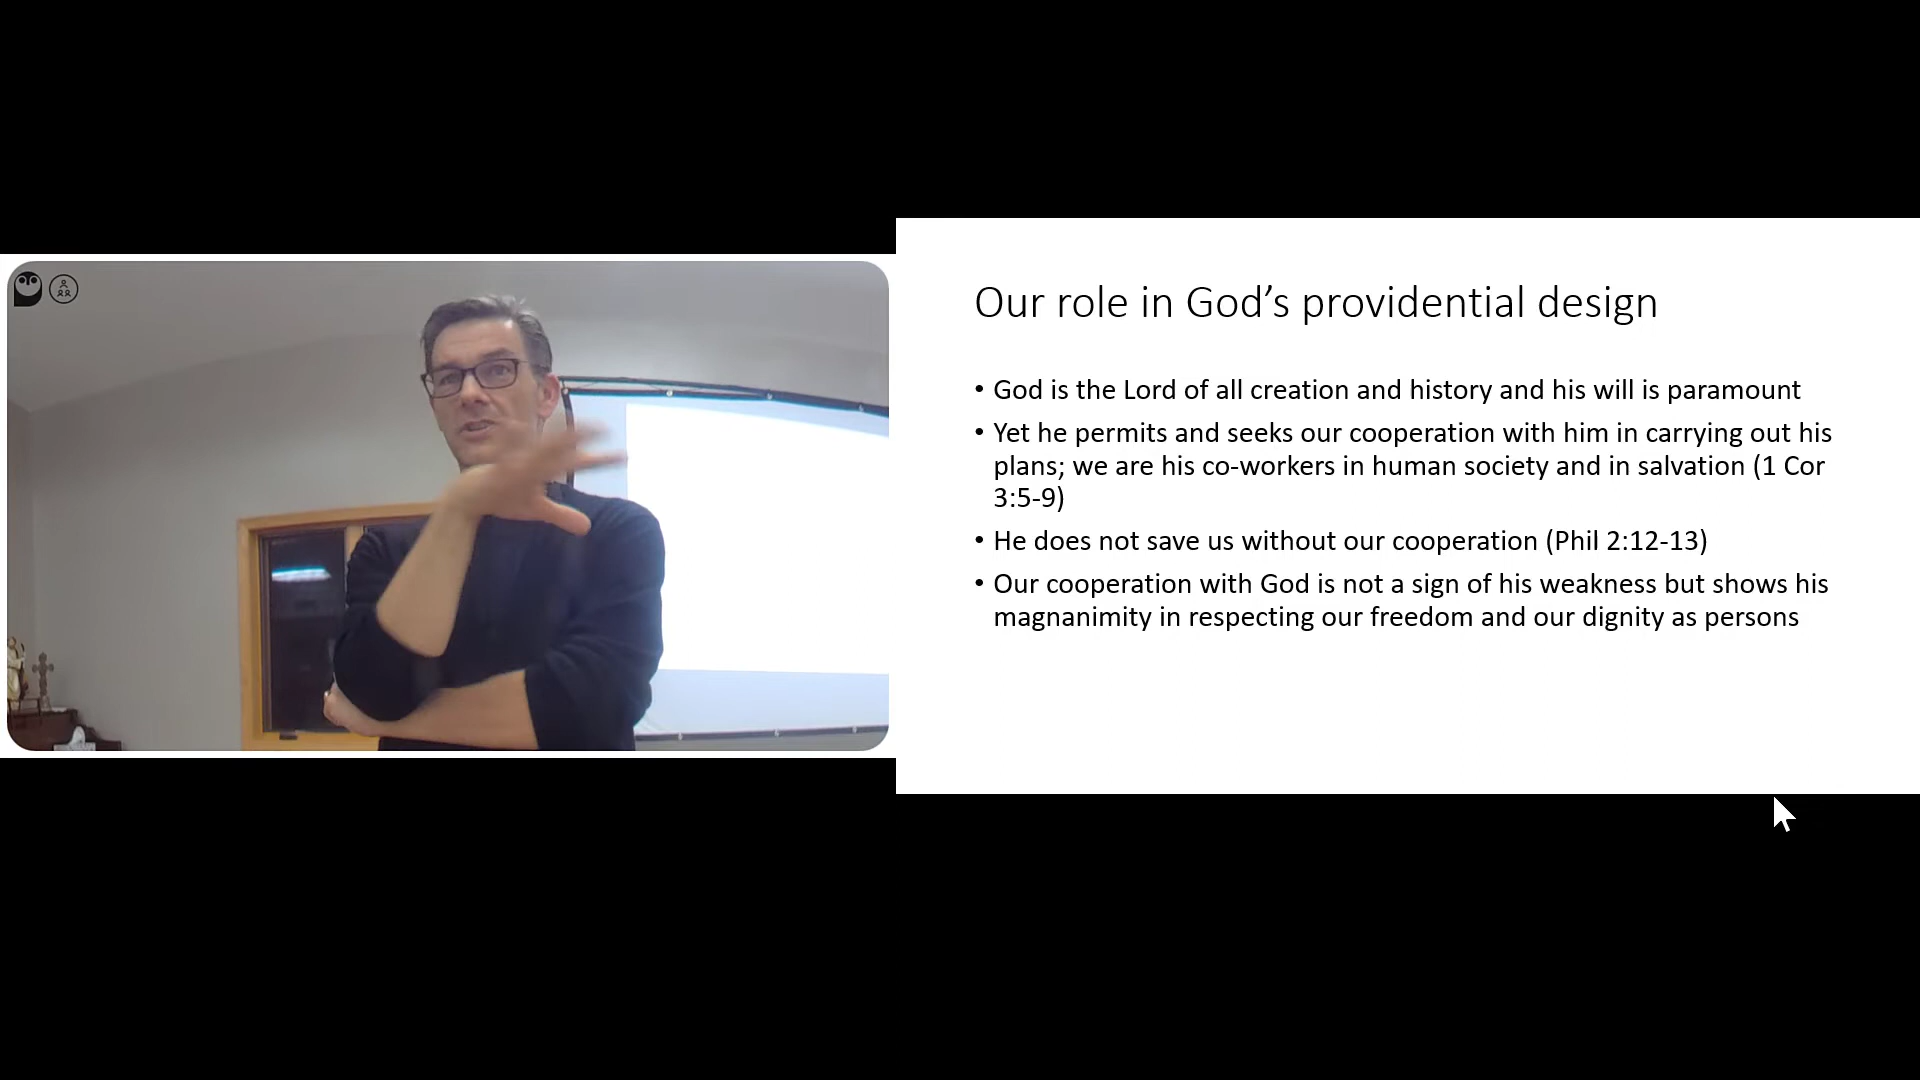 Our role in God’s providential design
• God is the Lord of all creation and history and his will is paramount
• Yet he permits and seeks our cooperation with him in carrying out his
plans; we are his co-workers in human society and in salvation (1 Cor
3:5-9)
• He does not save us without our cooperation (Phil 2:12-13)
• Our cooperation with God is not a sign of his weakness but shows his
magnanimity in respecting our freedom and our dignity as persons